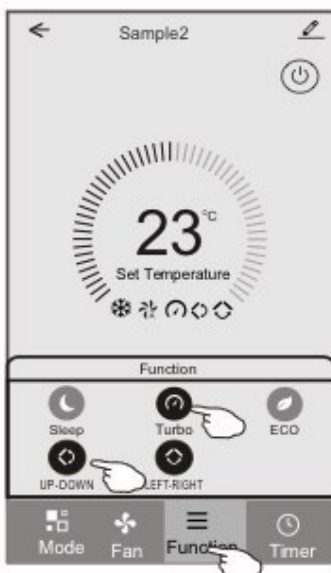 Sample2
23°C
Set Temperature
Function
Sleep Turbo ECO
UP-DOWN LEFT-RIGHT
Mode Fan Function Timer